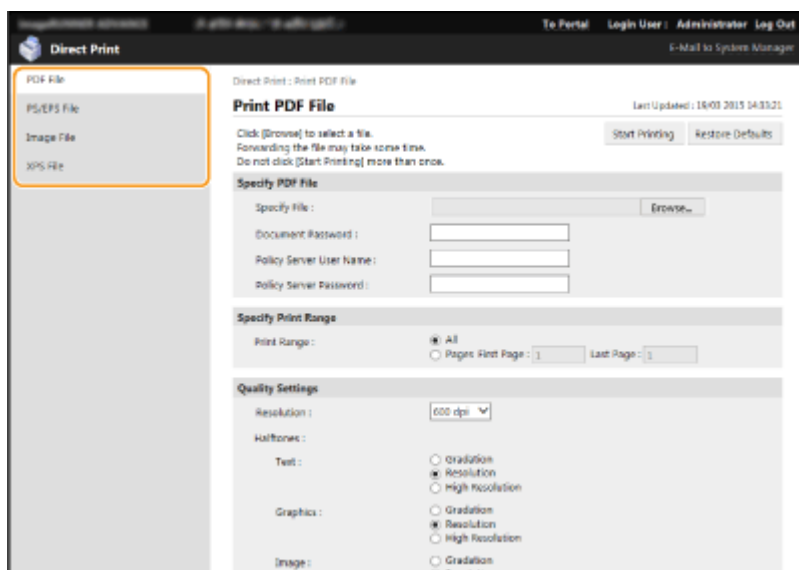 To Portal Login User : Administrator Log Out
Direct Print
E-Mail to System Manager
PDF File
PS/EPS File
Image File
XPS File
Direct Print : Print PDF File
Print PDF File
Last Updated : 19/03 2015 14:33:21
Click [Browse] to select a file.
Forwarding the file may take some time.
Do not click [Start Printing] more than once.
Start Printing
Restore Defaults
Specify PDF File
Specify File :
Browse...
Document Password :
Policy Server User Name :
Policy Server Password :
Specify Print Range
Print Range :
All
Pages First Page : 1 Last Page : 1
Quality Settings
Resolution :
600 dpi
Halftones :
Text :
Gradation
Resolution
High Resolution
Graphics :
Gradation
Resolution
High Resolution
Image :
Gradation